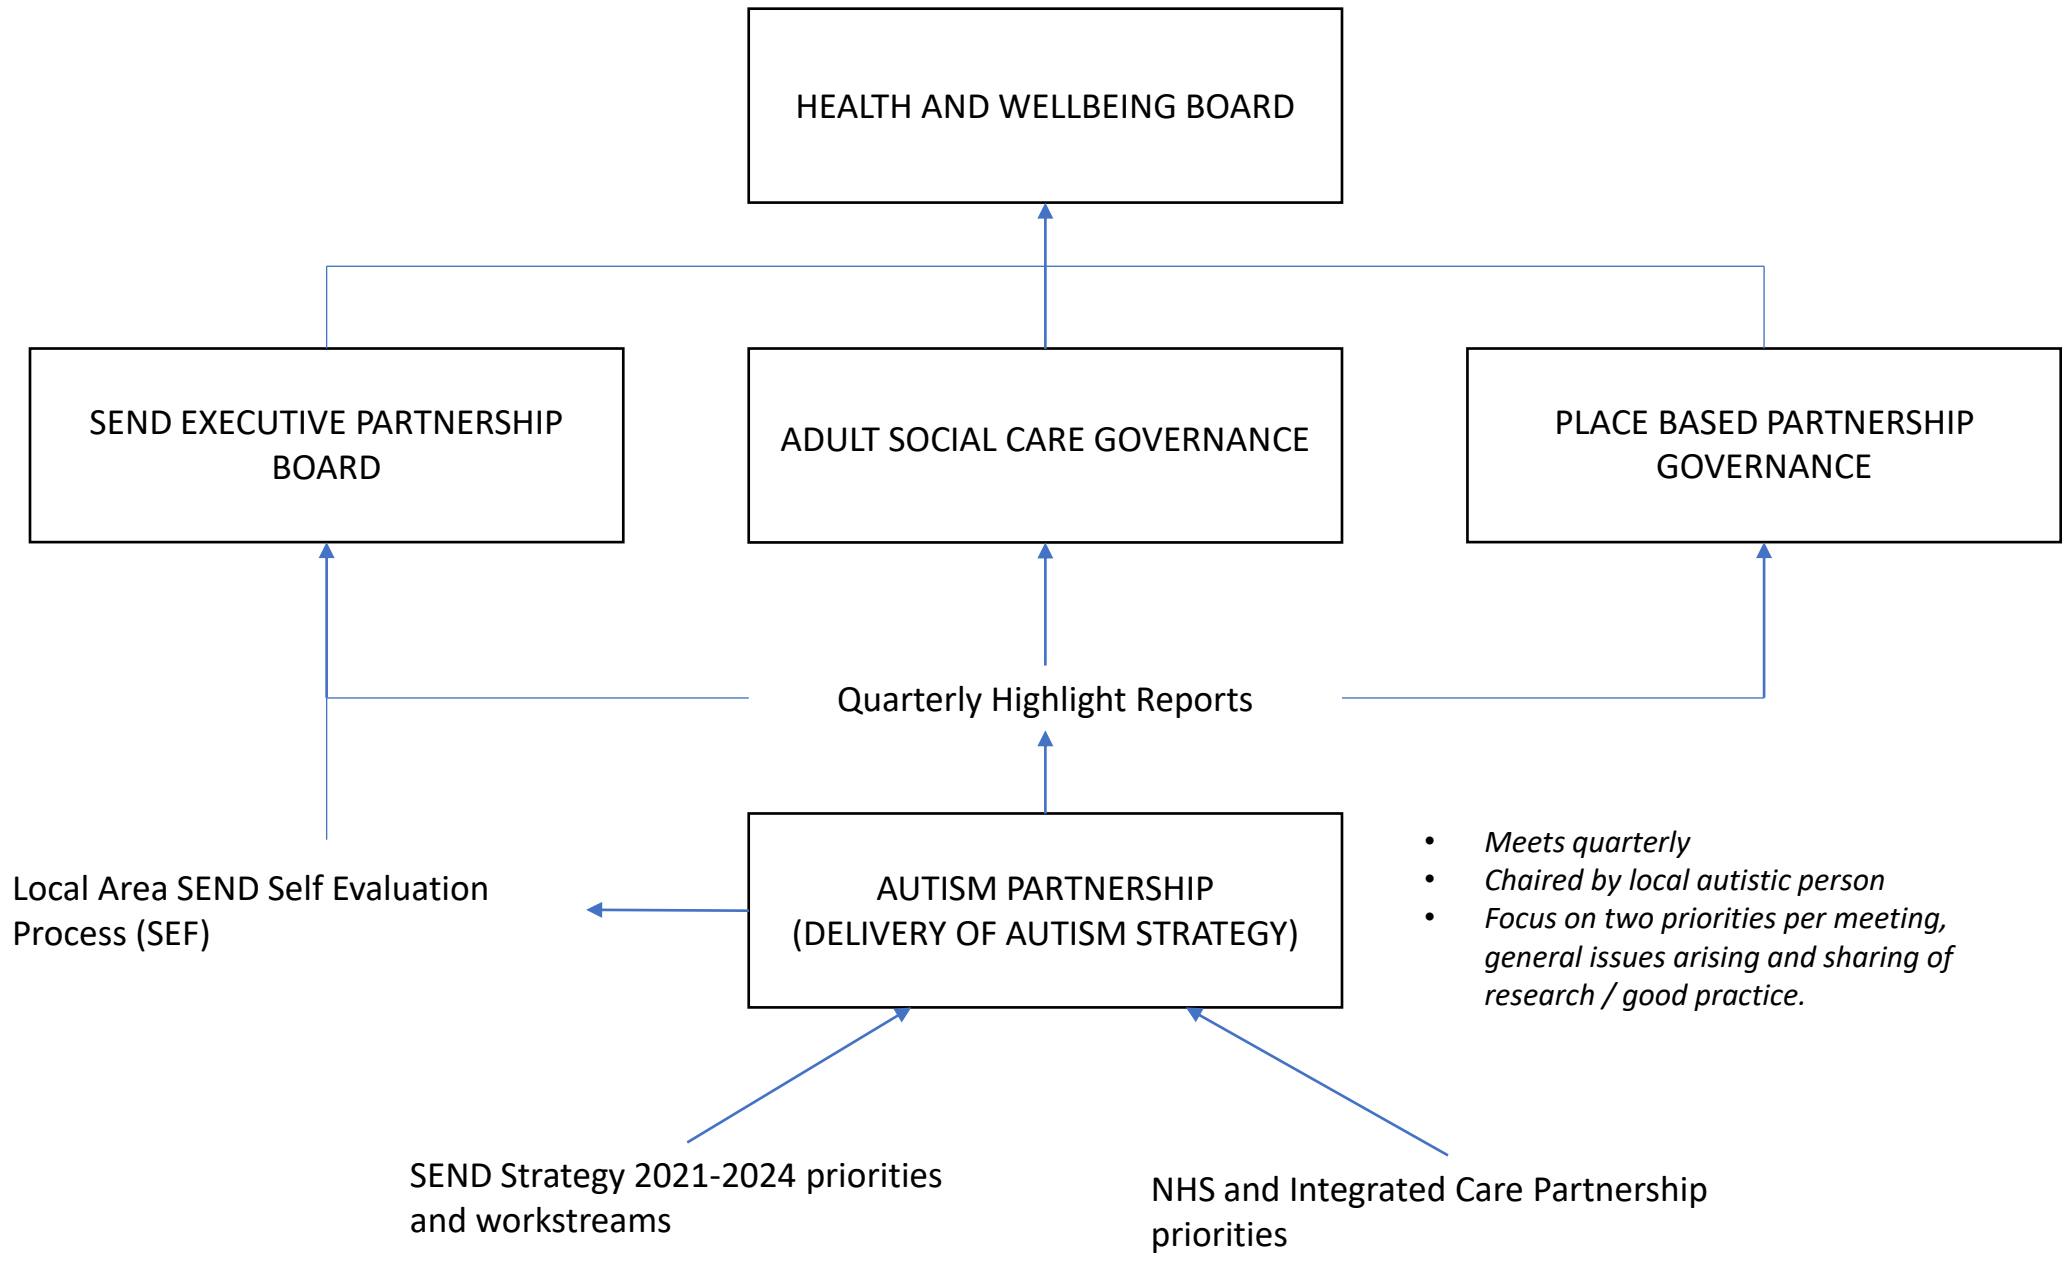 HEALTH AND WELLBEING BOARD
SEND EXECUTIVE PARTNERSHIP
BOARD
ADULT SOCIAL CARE GOVERNANCE
PLACE BASED PARTNERSHIP
GOVERNANCE
Quarterly Highlight Reports
Local Area SEND Self Evaluation
Process (SEF)
AUTISM PARTNERSHIP
(DELIVERY OF AUTISM STRATEGY)
• Meets quarterly
• Chaired by local autistic person
• Focus on two priorities per meeting,
general issues arising and sharing of
research / good practice.
SEND Strategy 2021-2024 priorities
and workstreams
NHS and Integrated Care Partnership
priorities